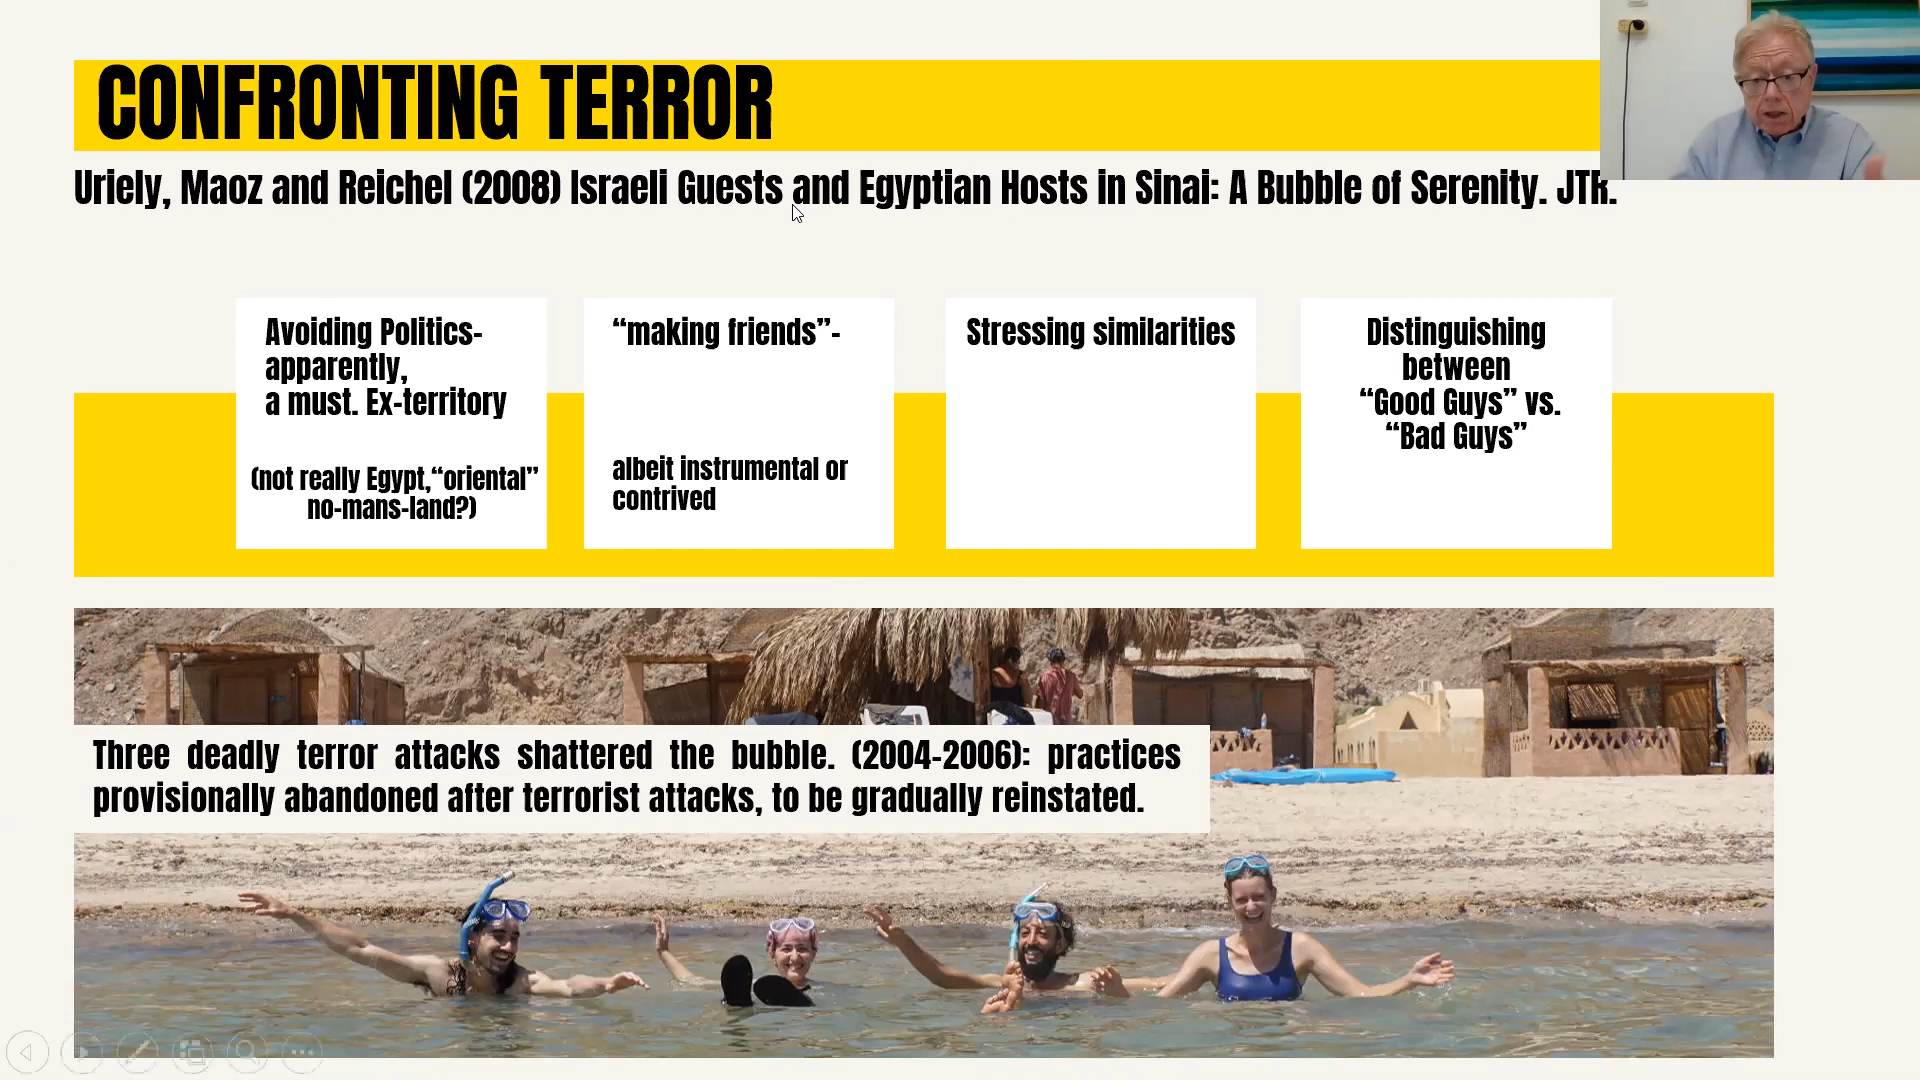 CONFRONTING TERROR
Uriely, Maoz and Reichel (2008) Israeli Guests and Egyptian Hosts in Sinai: A Bubble of Serenity. JTR.
Avoiding Politics-
apparently,
a must. Ex-territory
(not really Egypt,“oriental”
no-mans-land?)
“making friends”-
albeit instrumental or
contrived
Stressing similarities
Distinguishing
between
“Good Guys” vs.
“Bad Guys”
Three deadly terror attacks shattered the bubble. (2004-2006): practices
provisionally abandoned after terrorist attacks, to be gradually reinstated.